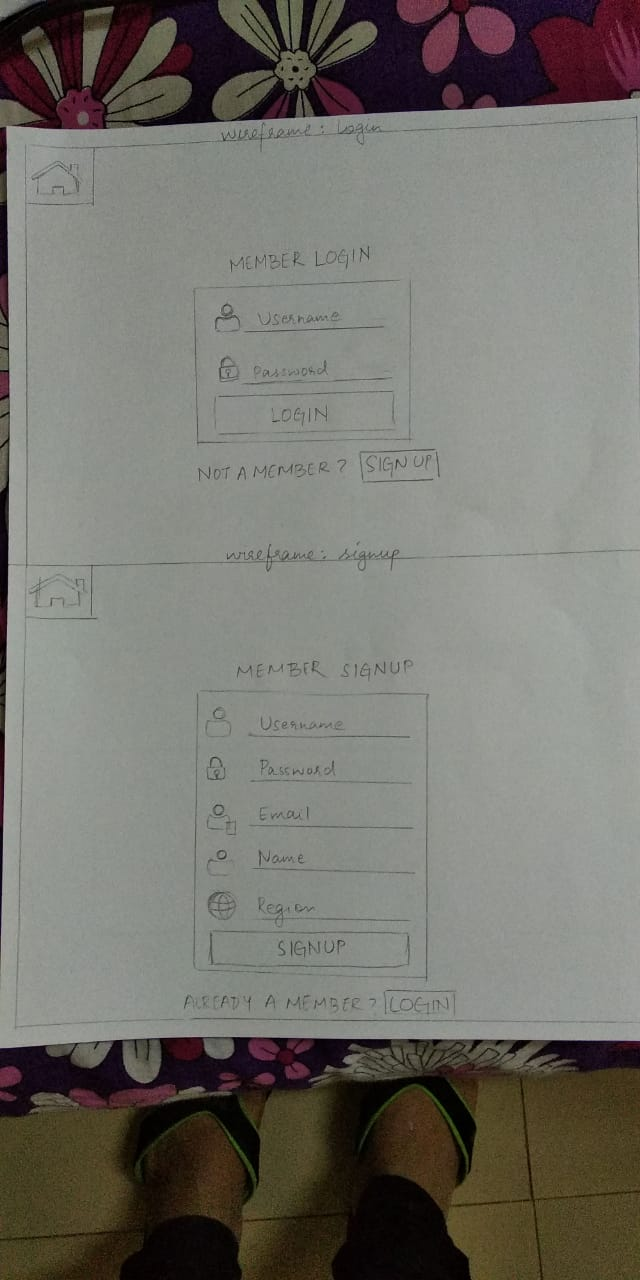 wireframe: Login
MEMBER LOGIN
Username
Password
LOGIN
NOT A MEMBER? SIGN UP
wireframe: signup
MEMBER SIGNUP
Username
Password
Email
Name
Region
SIGNUP
ALREADY A MEMBER? LOGIN